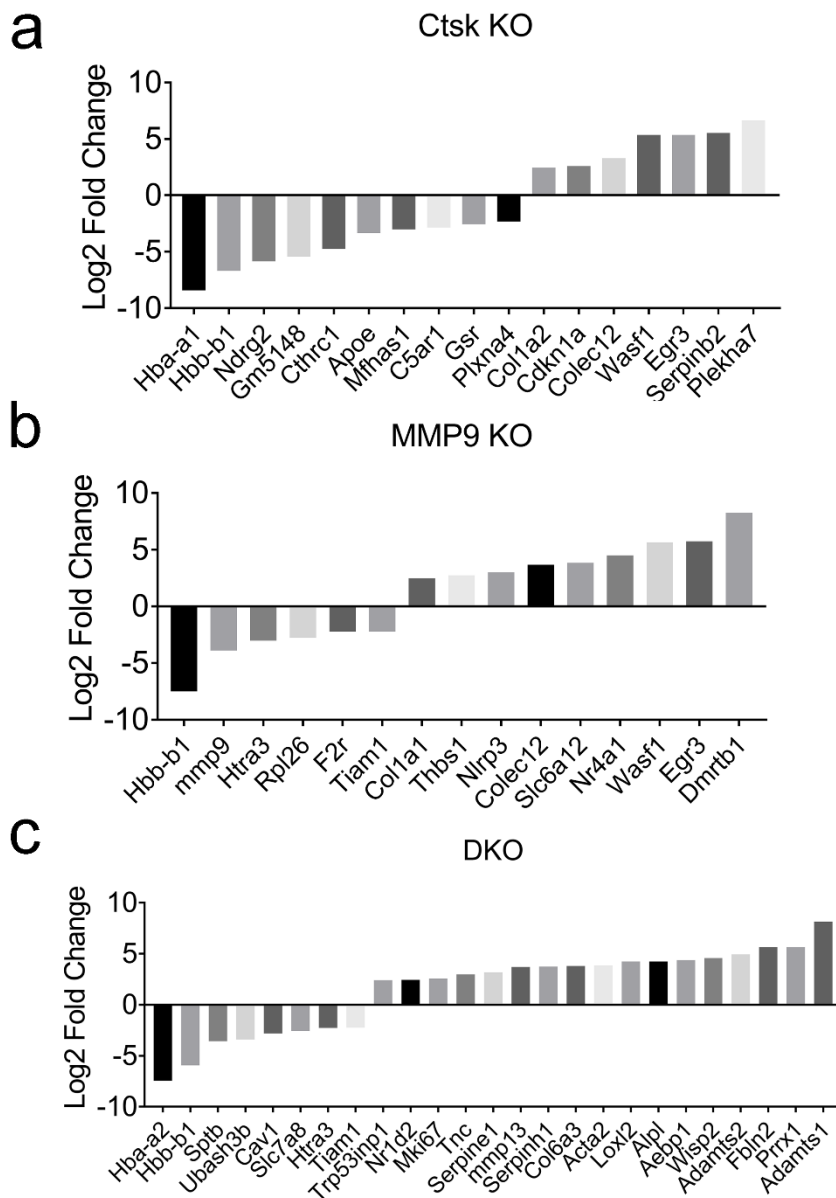 a
Ctsk KO
Log2 Fold Change
10
5
0
-5
-10
Hba-a1
Hbb-b1
Ndrg2
Gm5148
Cthrc1
Apoe
Mfhas1
C5ar1
Gsr
Plxna4
Col1a2
Cdkn1a
Colec12
Wasf1
Egr3
Serpinb2
Plekha7
b
MMP9 KO
Log2 Fold Change
10
5
0
-5
-10
Hbb-b1
mmp9
Htra3
Rpl26
F2r
Tiam1
Col1a1
Thbs1
Nlrp3
Colec12
Slc6a12
Nr4a1
Wasf1
Egr3
Dmrtb1
c
DKO
Log2 Fold Change
10
5
0
-5
-10
Hba-a2
Hbb-b1
Sptb
Ubash3b
Cav1
Slc7a8
Htra3
Tiam1
Trp53inp1
Nr1d2
Mki67
Tnc
Serpine1
mmp13
Serpinh1
Col6a3
Acta2
Loxl2
Alpl
Aebp1
Wisp2
Adamts2
Fbln2
Prrx1
Adamts1